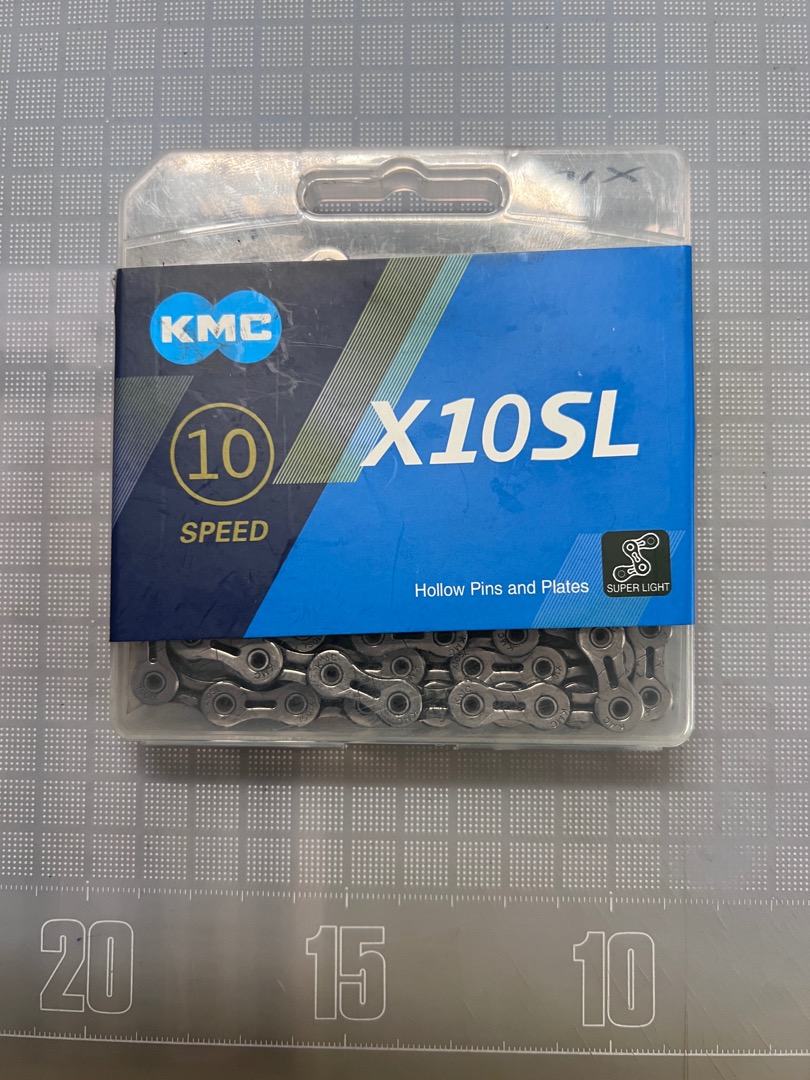 KMC
X10SL
10
SPEED
Hollow Pins and Plates
SUPER LIGHT
20 15 10